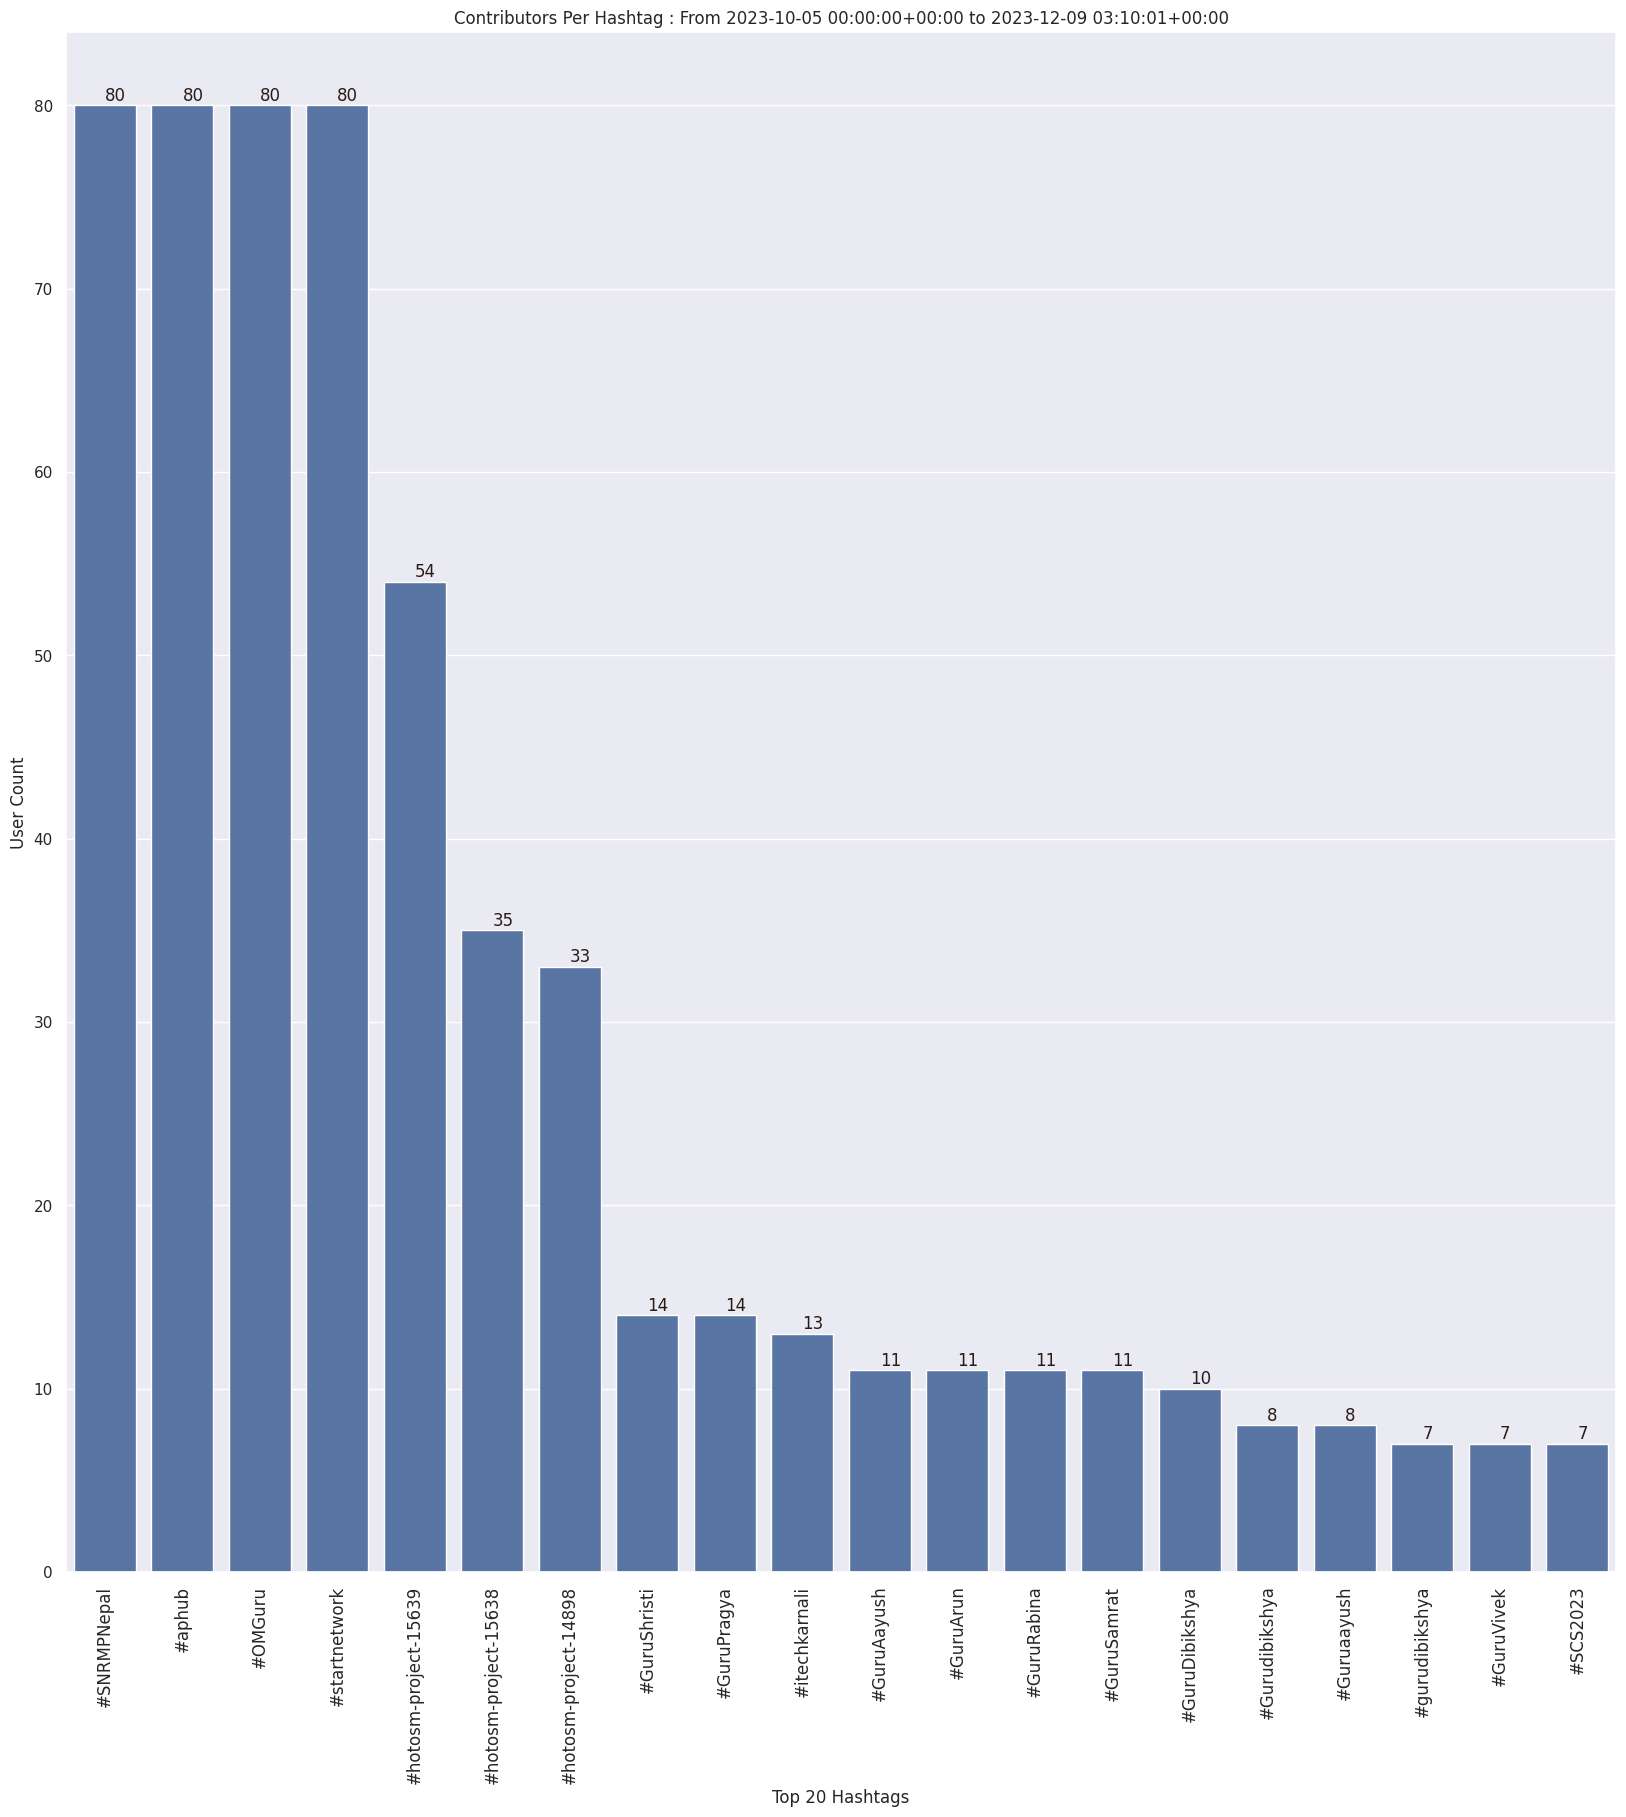 Contributors Per Hashtag : From 2023-10-05 00:00:00+00:00 to 2023-12-09 03:10:01+00:00
User Count
80
70
60
50
40
30
20
10
0
80
80
80
80
54
35
33
14
14
13
11
11
11
11
10
8
8
7
7
7
#SNRMPNepal
#aphub
#OMGuru
#startnetwork
#hotosm-project-15639
#hotosm-project-15638
#hotosm-project-14898
#GuruShristi
#GuruPragya
#itechkarnali
#GuruAayush
#GuruArun
#GuruRabina
#GuruSamrat
#GuruDibikshya
#Gurudibikshya
#Guruaayush
#gurudibikshya
#GuruVivek
#SCS2023
Top 20 Hashtags